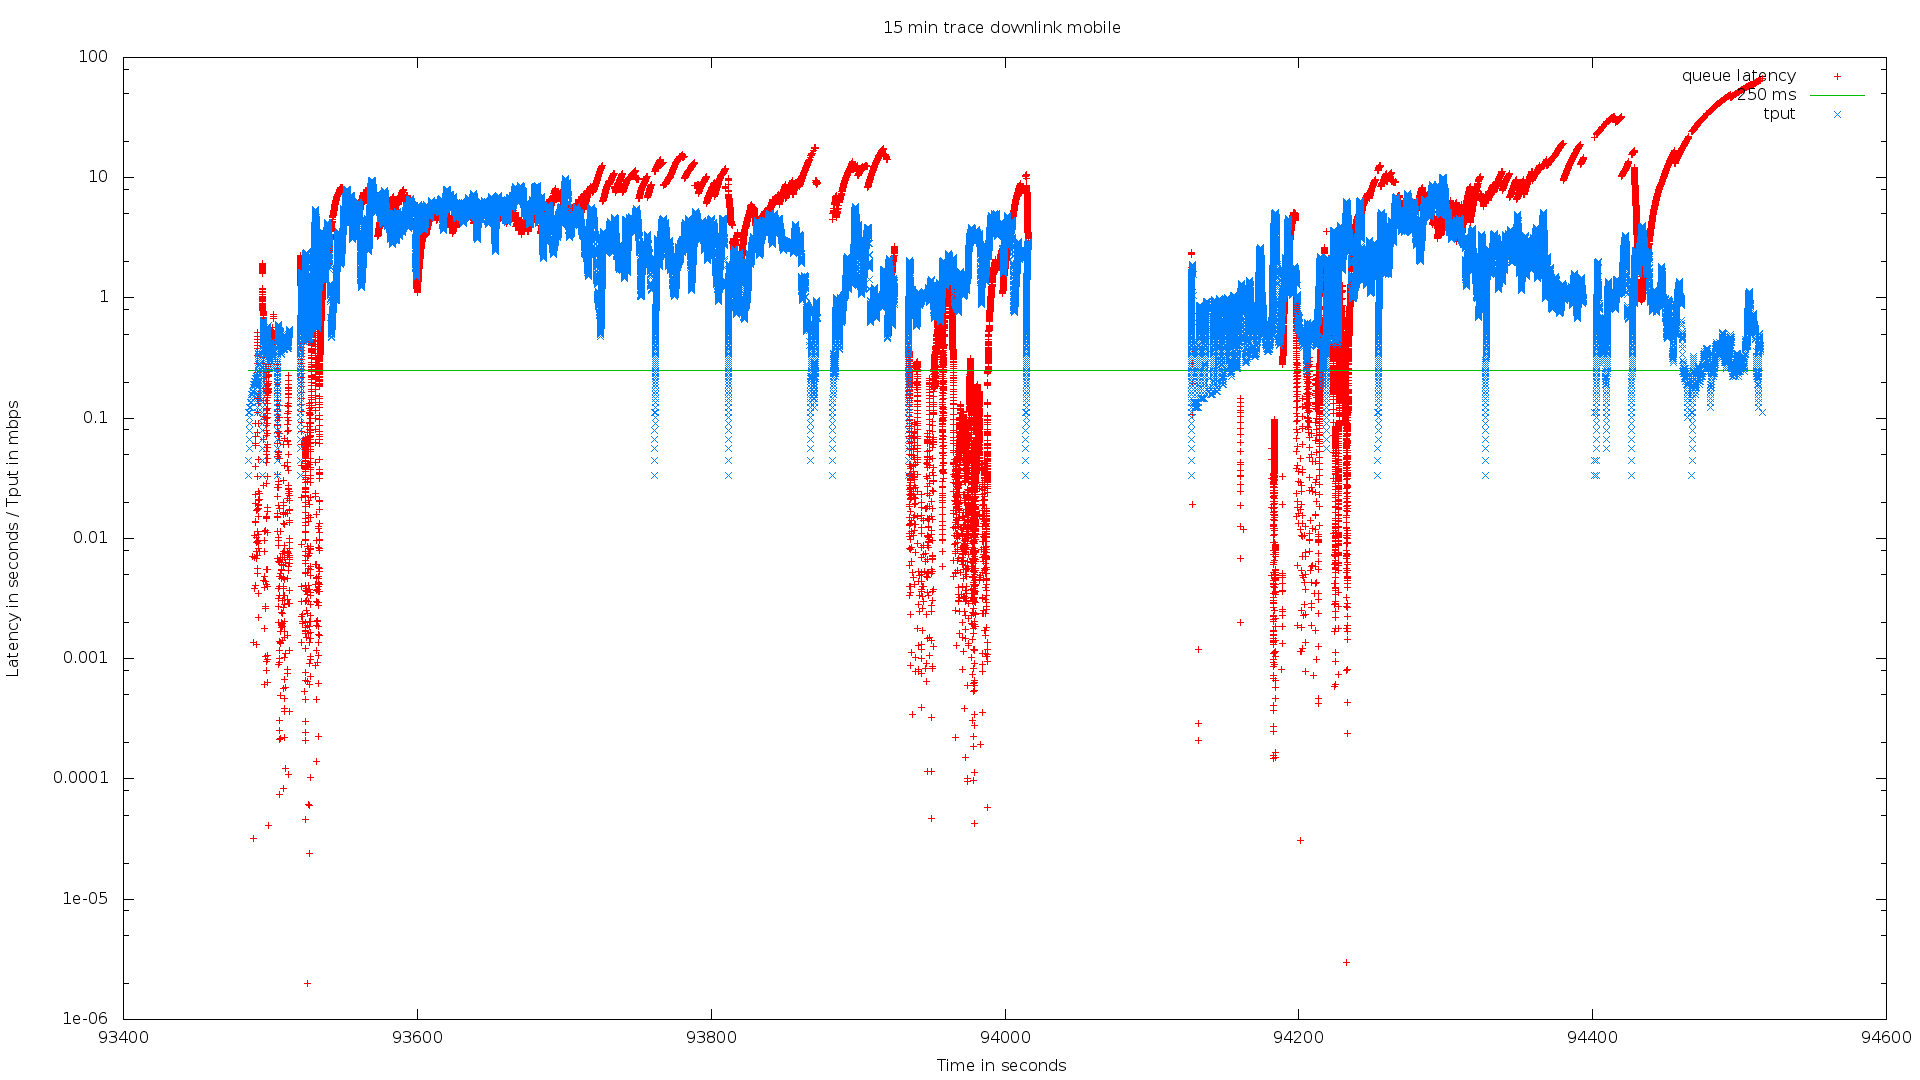 15 min trace downlink mobile
100
10
1
0.1
0.01
0.001
0.0001
1e-05
1e-06
Latency in seconds / Tput in mbps
queue latency
250 ms
tput
93400
93600
93800
94000
94200
94400
94600
Time in seconds